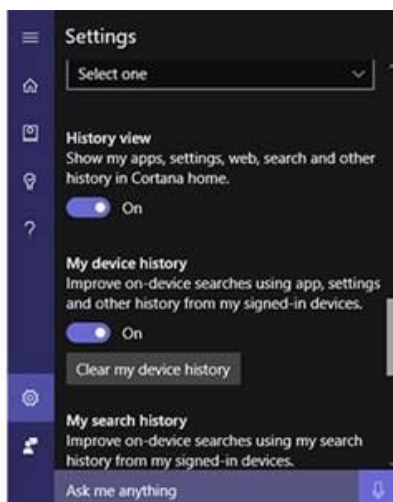 Settings
Select one
History view
Show my apps, settings, web, search and other
history in Cortana home.
On
My device history
Improve on-device searches using app, settings
and other history from my signed-in devices.
On
Clear my device history
My search history
Improve on-device searches using my search
history from my signed-in devices.
Ask me anything